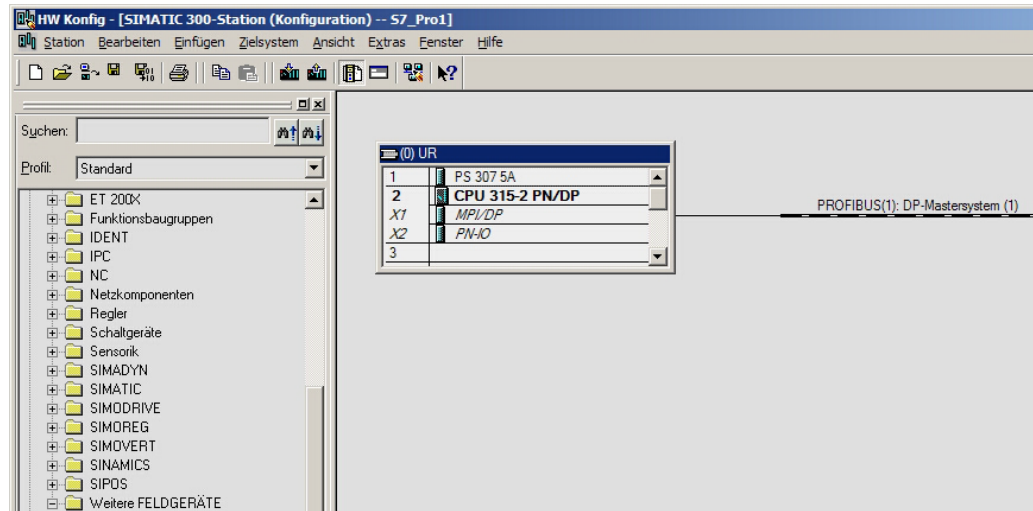 HW Konfig - [SIMATIC 300-Station (Konfiguration) -- S7_Pro1]
Station Bearbeiten Einfügen Zielsystem Ansicht Extras Fenster Hilfe
Suchen:
Profil: Standard
ET 200X
Funktionsbaugruppen
IDENT
IPC
NC
Netzkomponenten
Regler
Schaltgeräte
Sensorik
SIMADYN
SIMATIC
SIMODRIVE
SIMOREG
SIMOVERT
SINAMICS
SIPOS
Weitere FELDGERÄTE
(0) UR
1 PS 307 5A
2 CPU 315-2 PN/DP
X1 MPI/DP
X2 PN-IO
3
PROFIBUS(1): DP-Mastersystem (1)